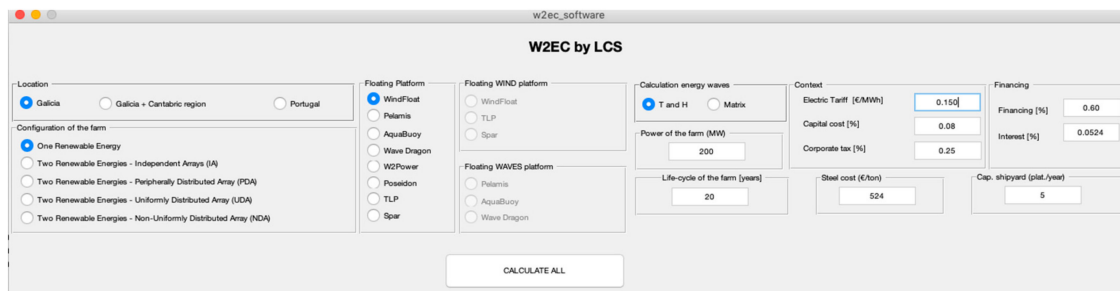 w2ec_software
W2EC by LCS
Location
Galicia
Galicia + Cantabric region
Portugal
Configuration of the farm
One Renewable Energy
Two Renewable Energies - Independent Arrays (IA)
Two Renewable Energies - Peripherally Distributed Array (PDA)
Two Renewable Energies - Uniformly Distributed Array (UDA)
Two Renewable Energies - Non-Uniformly Distributed Array (NDA)
Floating Platform
WindFloat
Pelamis
AquaBuoy
Wave Dragon
W2Power
Poseidon
TLP
Spar
Floating WIND platform
WindFloat
TLP
Spar
Floating WAVES platform
Pelamis
AquaBuoy
Wave Dragon
Calculation energy waves
T and H
Matrix
Power of the farm (MW)
200
Life-cycle of the farm [years]
20
Context
Electric Tariff [€/MWh] 0.150
Capital cost [%] 0.08
Corporate tax [%] 0.25
Steel cost (€/ton)
524
Financing
Financing [%] 0.60
Interest [%] 0.0524
Cap. shipyard (plat./year)
5
CALCULATE ALL